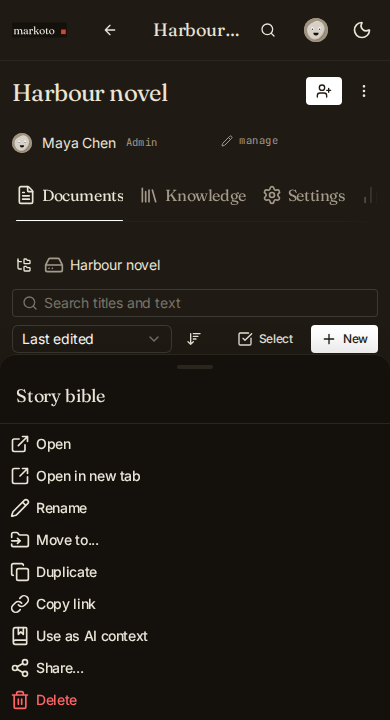 markoto
Harbour...
Harbour novel
Maya Chen Admin manage
Documents Knowledge Settings
Harbour novel
Search titles and text
Last edited Select New
Story bible
Open
Open in new tab
Rename
Move to...
Duplicate
Copy link
Use as AI context
Share...
Delete